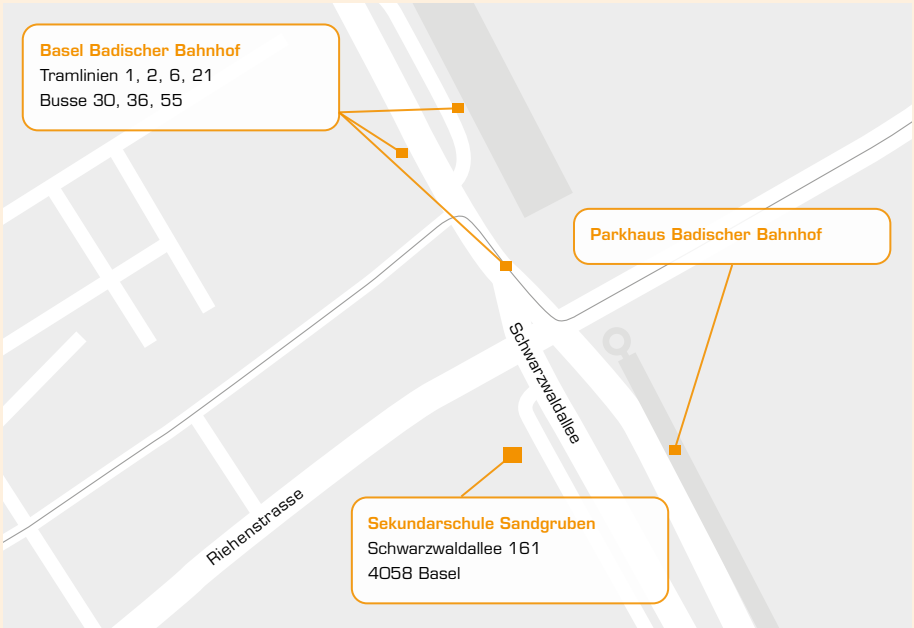 Basel Badischer Bahnhof
Tramlinien 1, 2, 6, 21
Busse 30, 36, 55
Parkhaus Badischer Bahnhof
Schwarzwaldallee
Riehenstrasse
Sekundarschule Sandgruben
Schwarzwaldallee 161
4058 Basel